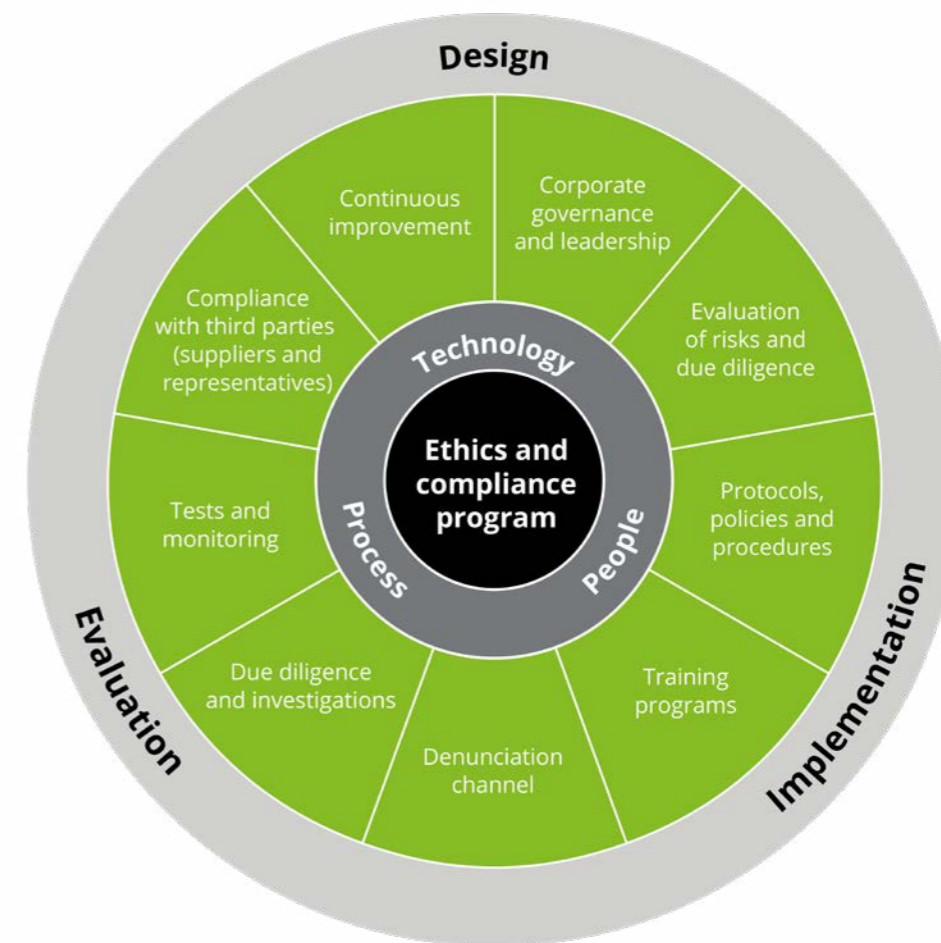 Design
Continuous
improvement
Corporate
governance
and leadership
Compliance
with third parties
(suppliers and
representatives)
Evaluation
of risks and
due diligence
Technology
Ethics and
compliance
program
Process
People
Tests and
monitoring
Protocols,
policies and
procedures
Due diligence
and investigations
Training
programs
Denunciation
channel
Evaluation
Implementation